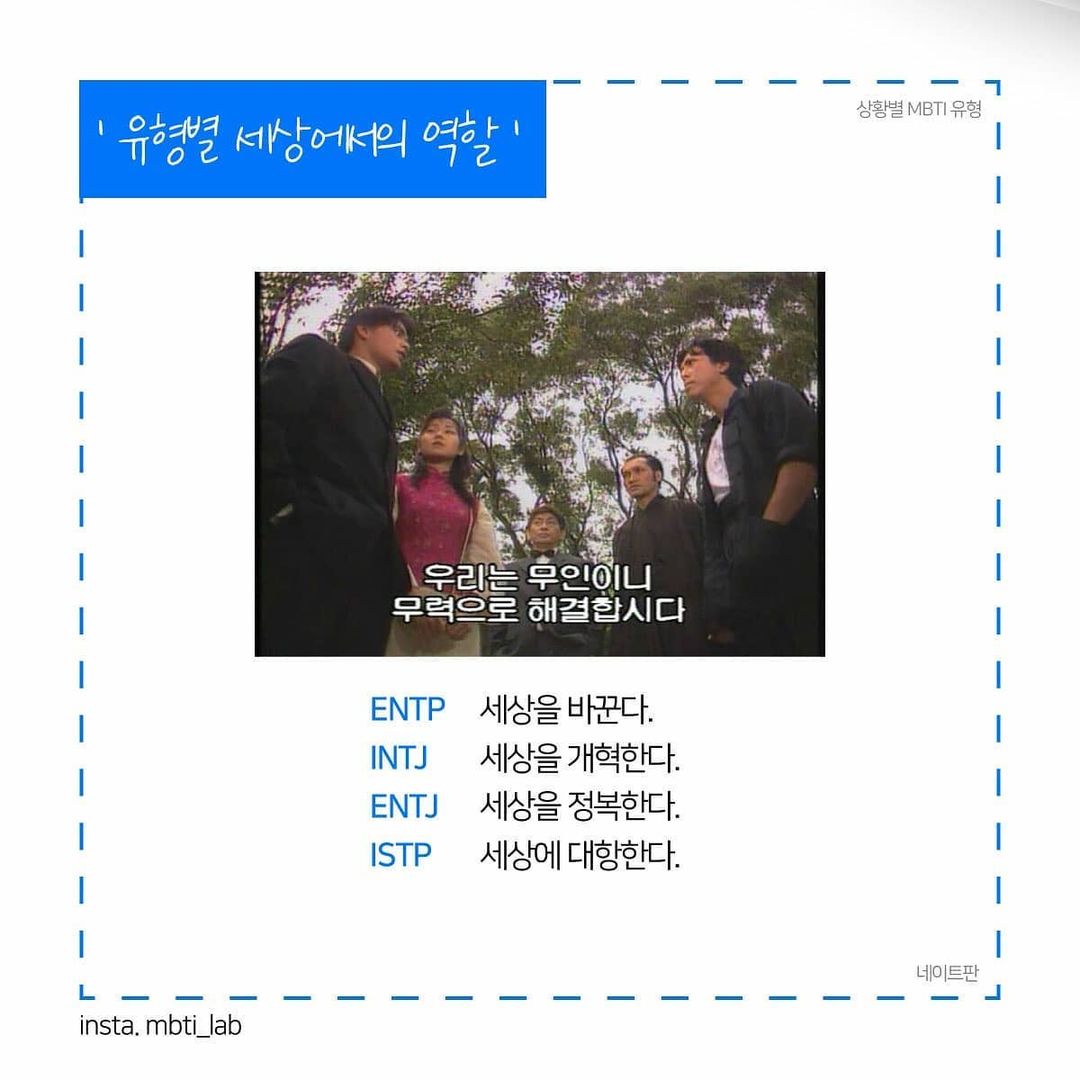 ' 유형별 세상에서의 역할 '
상황별 MBTI 유형
우리는 무인이니
무력으로 해결합시다
ENTP 세상을 바꾼다.
INTJ 세상을 개혁한다.
ENTJ 세상을 정복한다.
ISTP 세상에 대항한다.
네이트판
insta. mbti_lab